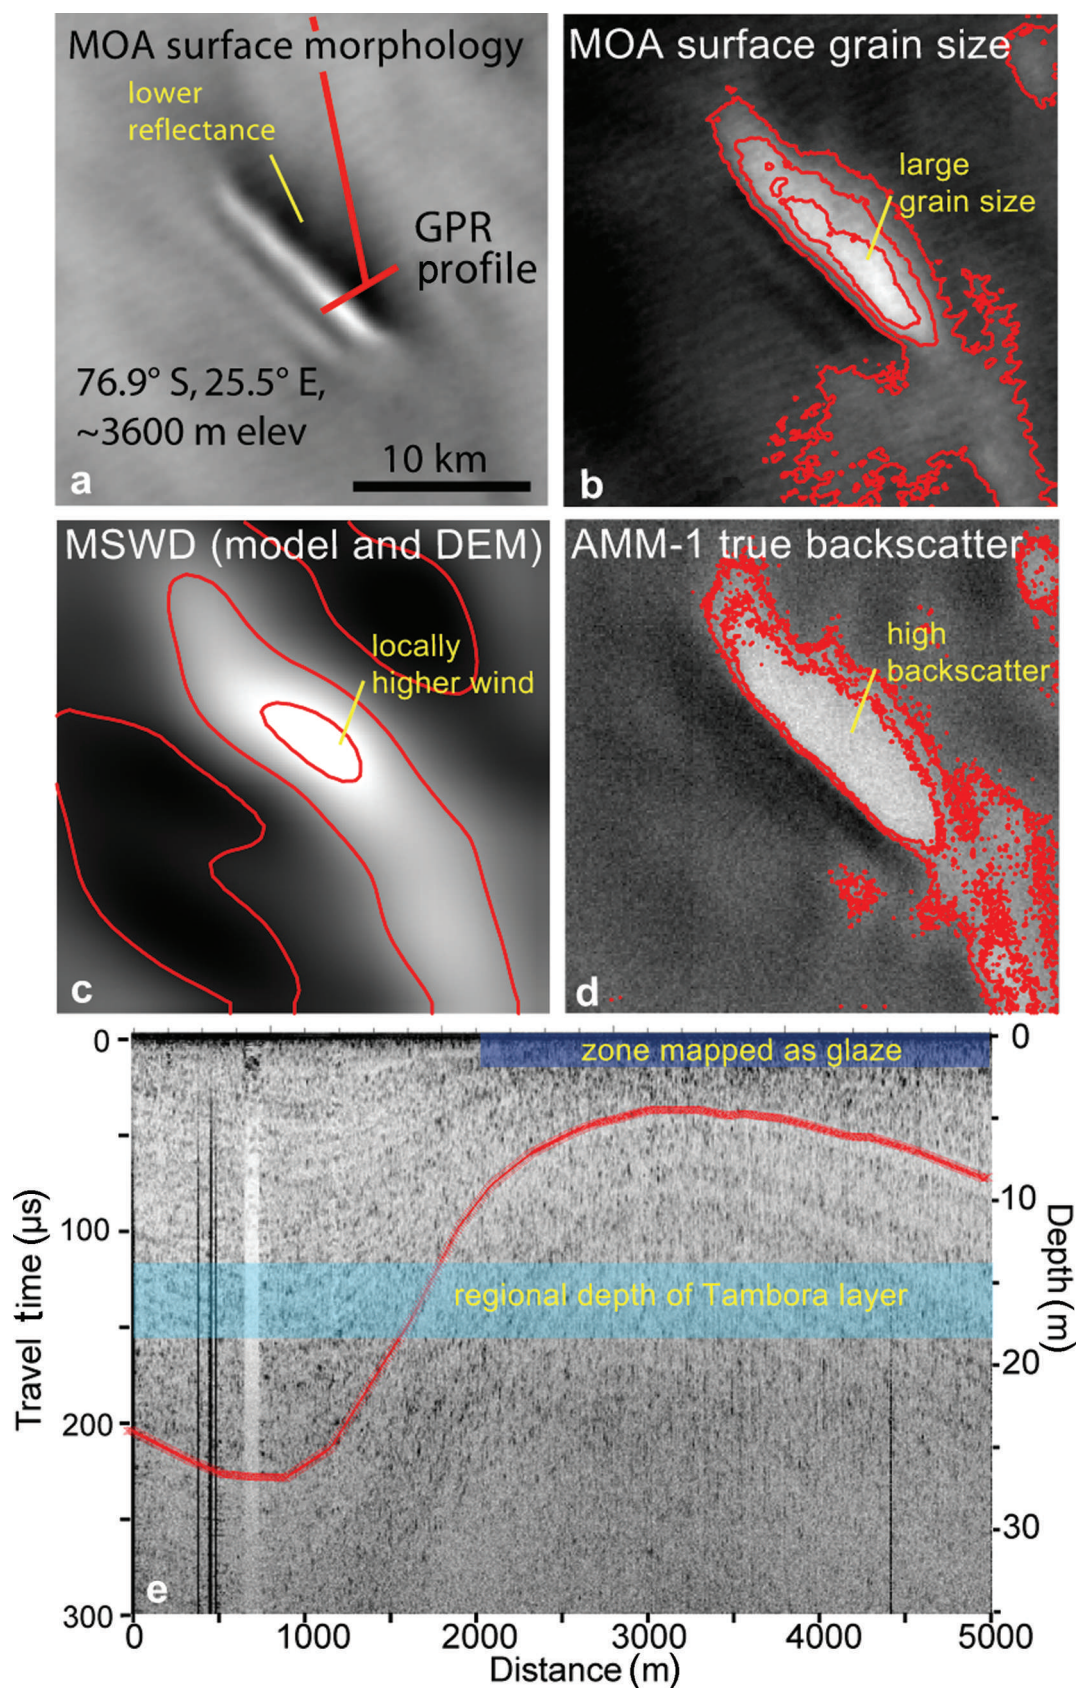 MOA surface morphology
lower
reflectance
GPR
profile
76.9° S, 25.5° E,
~3600 m elev
10 km
a
MOA surface grain size
large
grain size
b
MSWD (model and DEM)
locally
higher wind
c
AMM-1 true backscatter
high
backscatter
d
zone mapped as glaze
regional depth of Tambora layer
e
Travel time (µs)
0
100
200
300
0
-10
-20
-30
Depth (m)
0
1000
2000
3000
4000
5000
Distance (m)